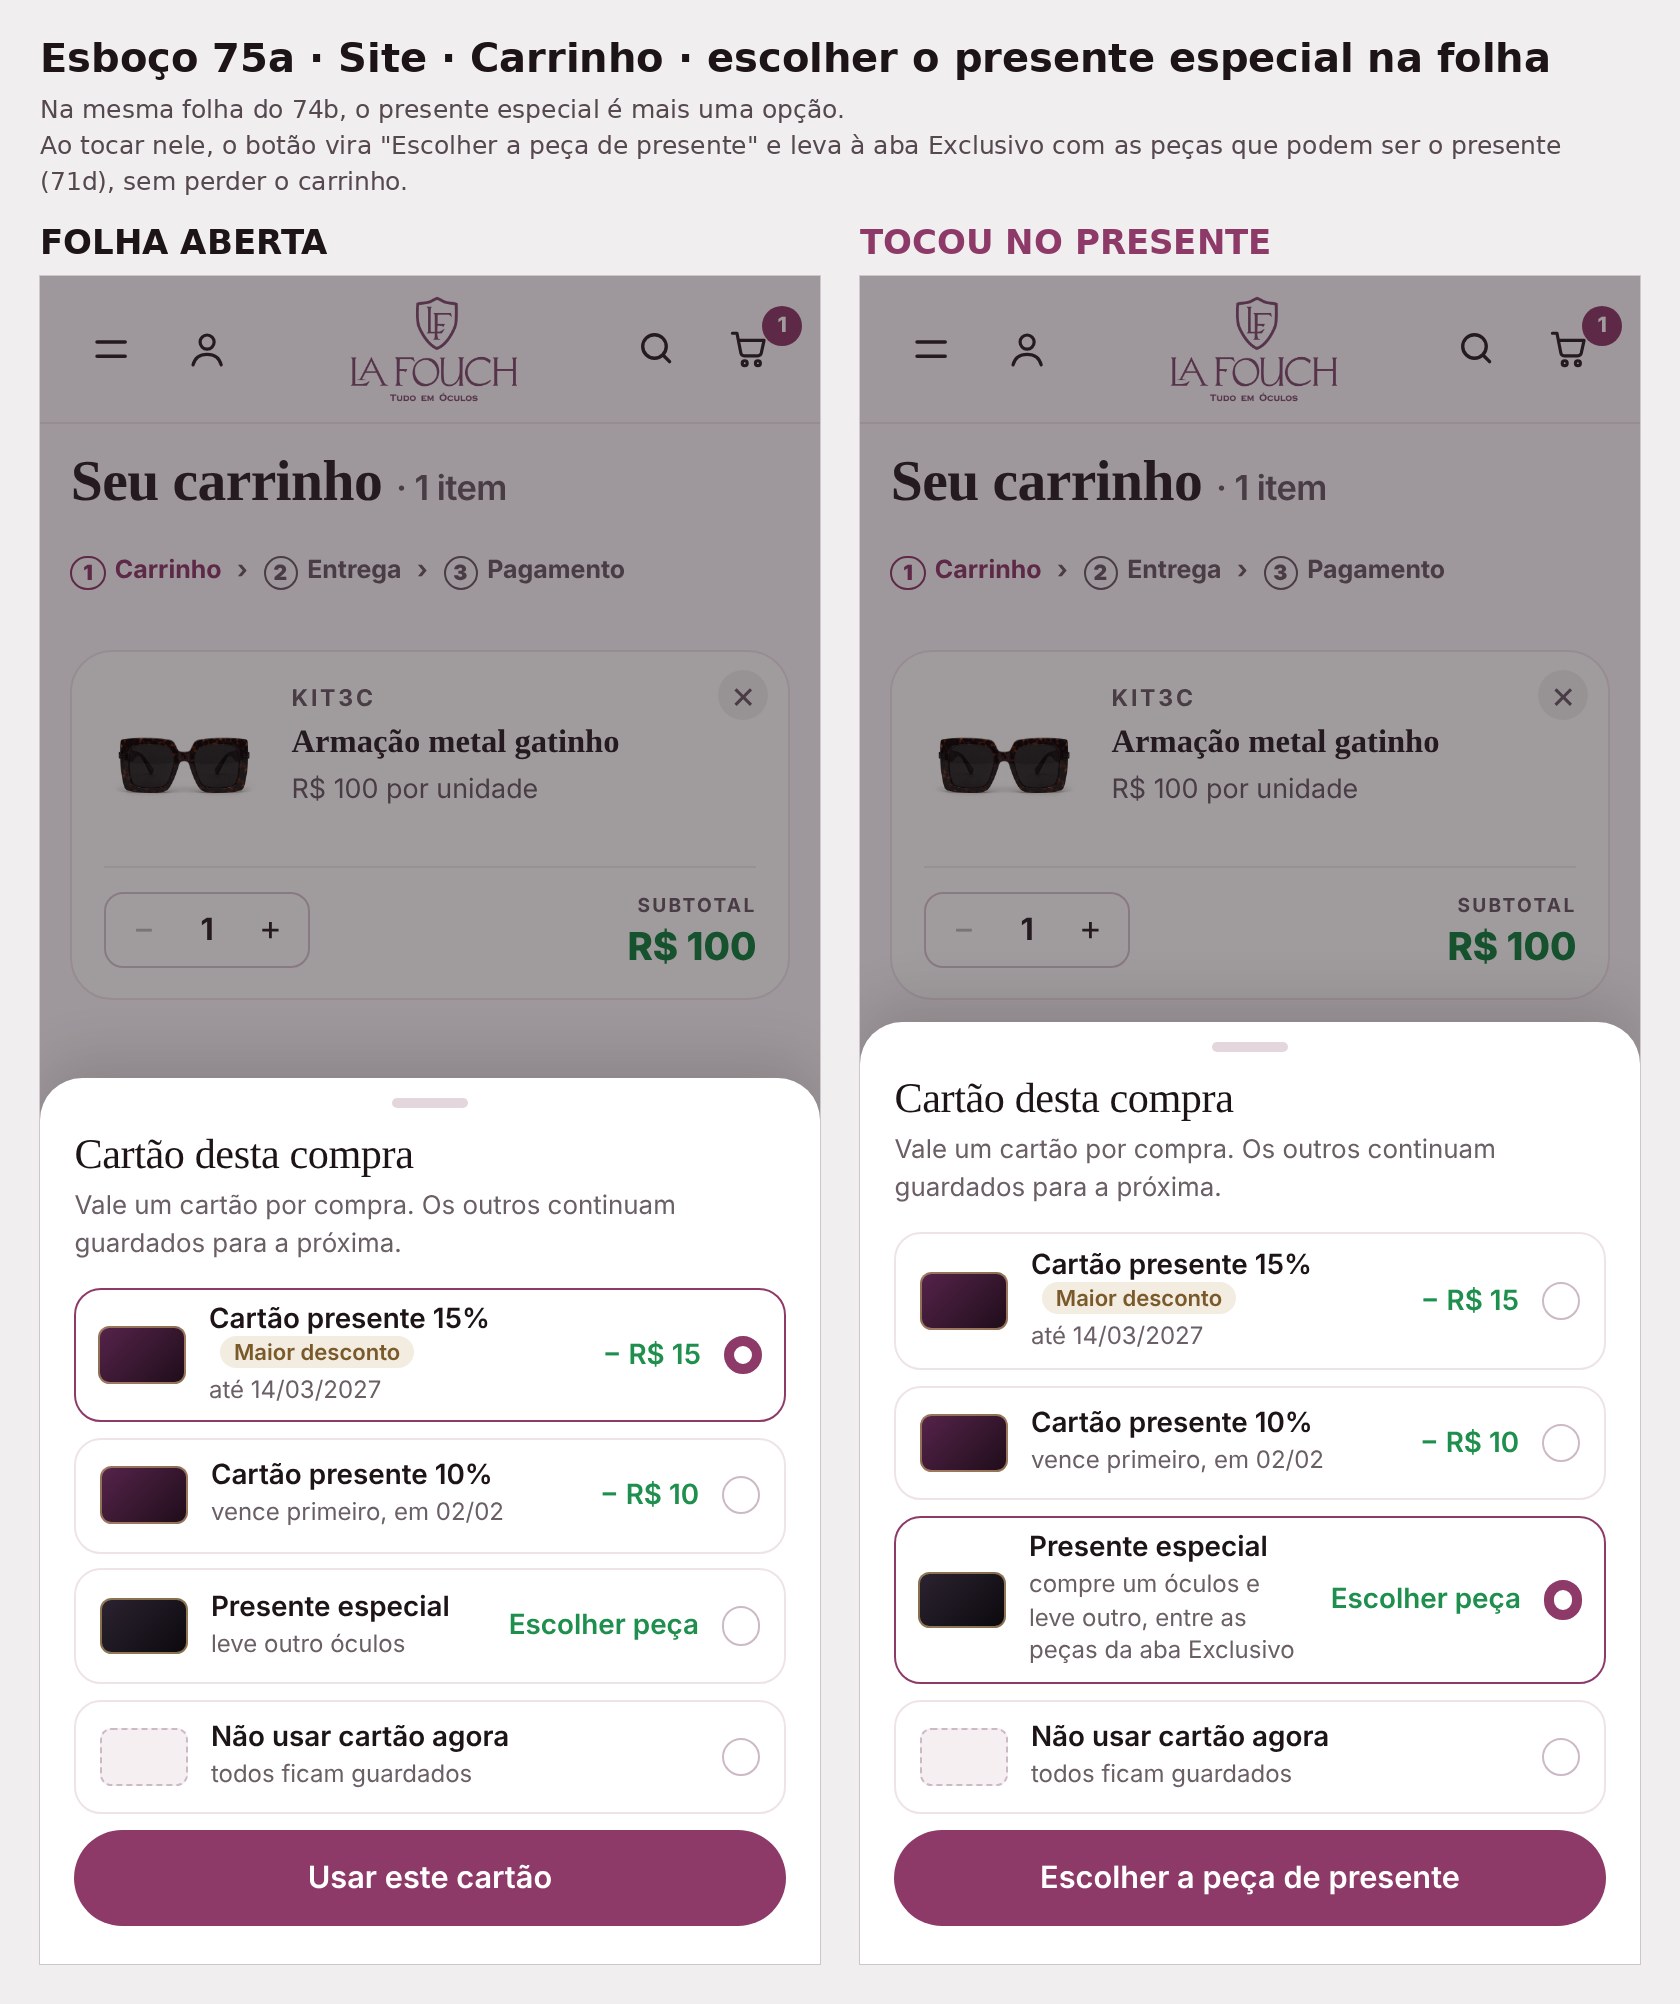 Esboço 75a · Site · Carrinho · escolher o presente especial na folha
Na mesma folha do 74b, o presente especial é mais uma opção.
Ao tocar nele, o botão vira "Escolher a peça de presente" e leva à aba Exclusivo com as peças que podem ser o presente
(71d), sem perder o carrinho.
FOLHA ABERTA
LF
LA FOUCH
Tudo em Óculos
1
Seu carrinho · 1 item
1 Carrinho › 2 Entrega › 3 Pagamento
KIT3C
Armação metal gatinho
R$ 100 por unidade
− 1 +
SUBTOTAL
R$ 100
Cartão desta compra
Vale um cartão por compra. Os outros continuam
guardados para a próxima.
Cartão presente 15%
Maior desconto
até 14/03/2027
− R$ 15
Cartão presente 10%
vence primeiro, em 02/02
− R$ 10
Presente especial
leve outro óculos
Escolher peça
Não usar cartão agora
todos ficam guardados
Usar este cartão
TOCOU NO PRESENTE
LF
LA FOUCH
Tudo em Óculos
1
Seu carrinho · 1 item
1 Carrinho › 2 Entrega › 3 Pagamento
KIT3C
Armação metal gatinho
R$ 100 por unidade
− 1 +
SUBTOTAL
R$ 100
Cartão desta compra
Vale um cartão por compra. Os outros continuam
guardados para a próxima.
Cartão presente 15%
Maior desconto
até 14/03/2027
− R$ 15
Cartão presente 10%
vence primeiro, em 02/02
− R$ 10
Presente especial
compre um óculos e
leve outro, entre as
peças da aba Exclusivo
Escolher peça
Não usar cartão agora
todos ficam guardados
Escolher a peça de presente